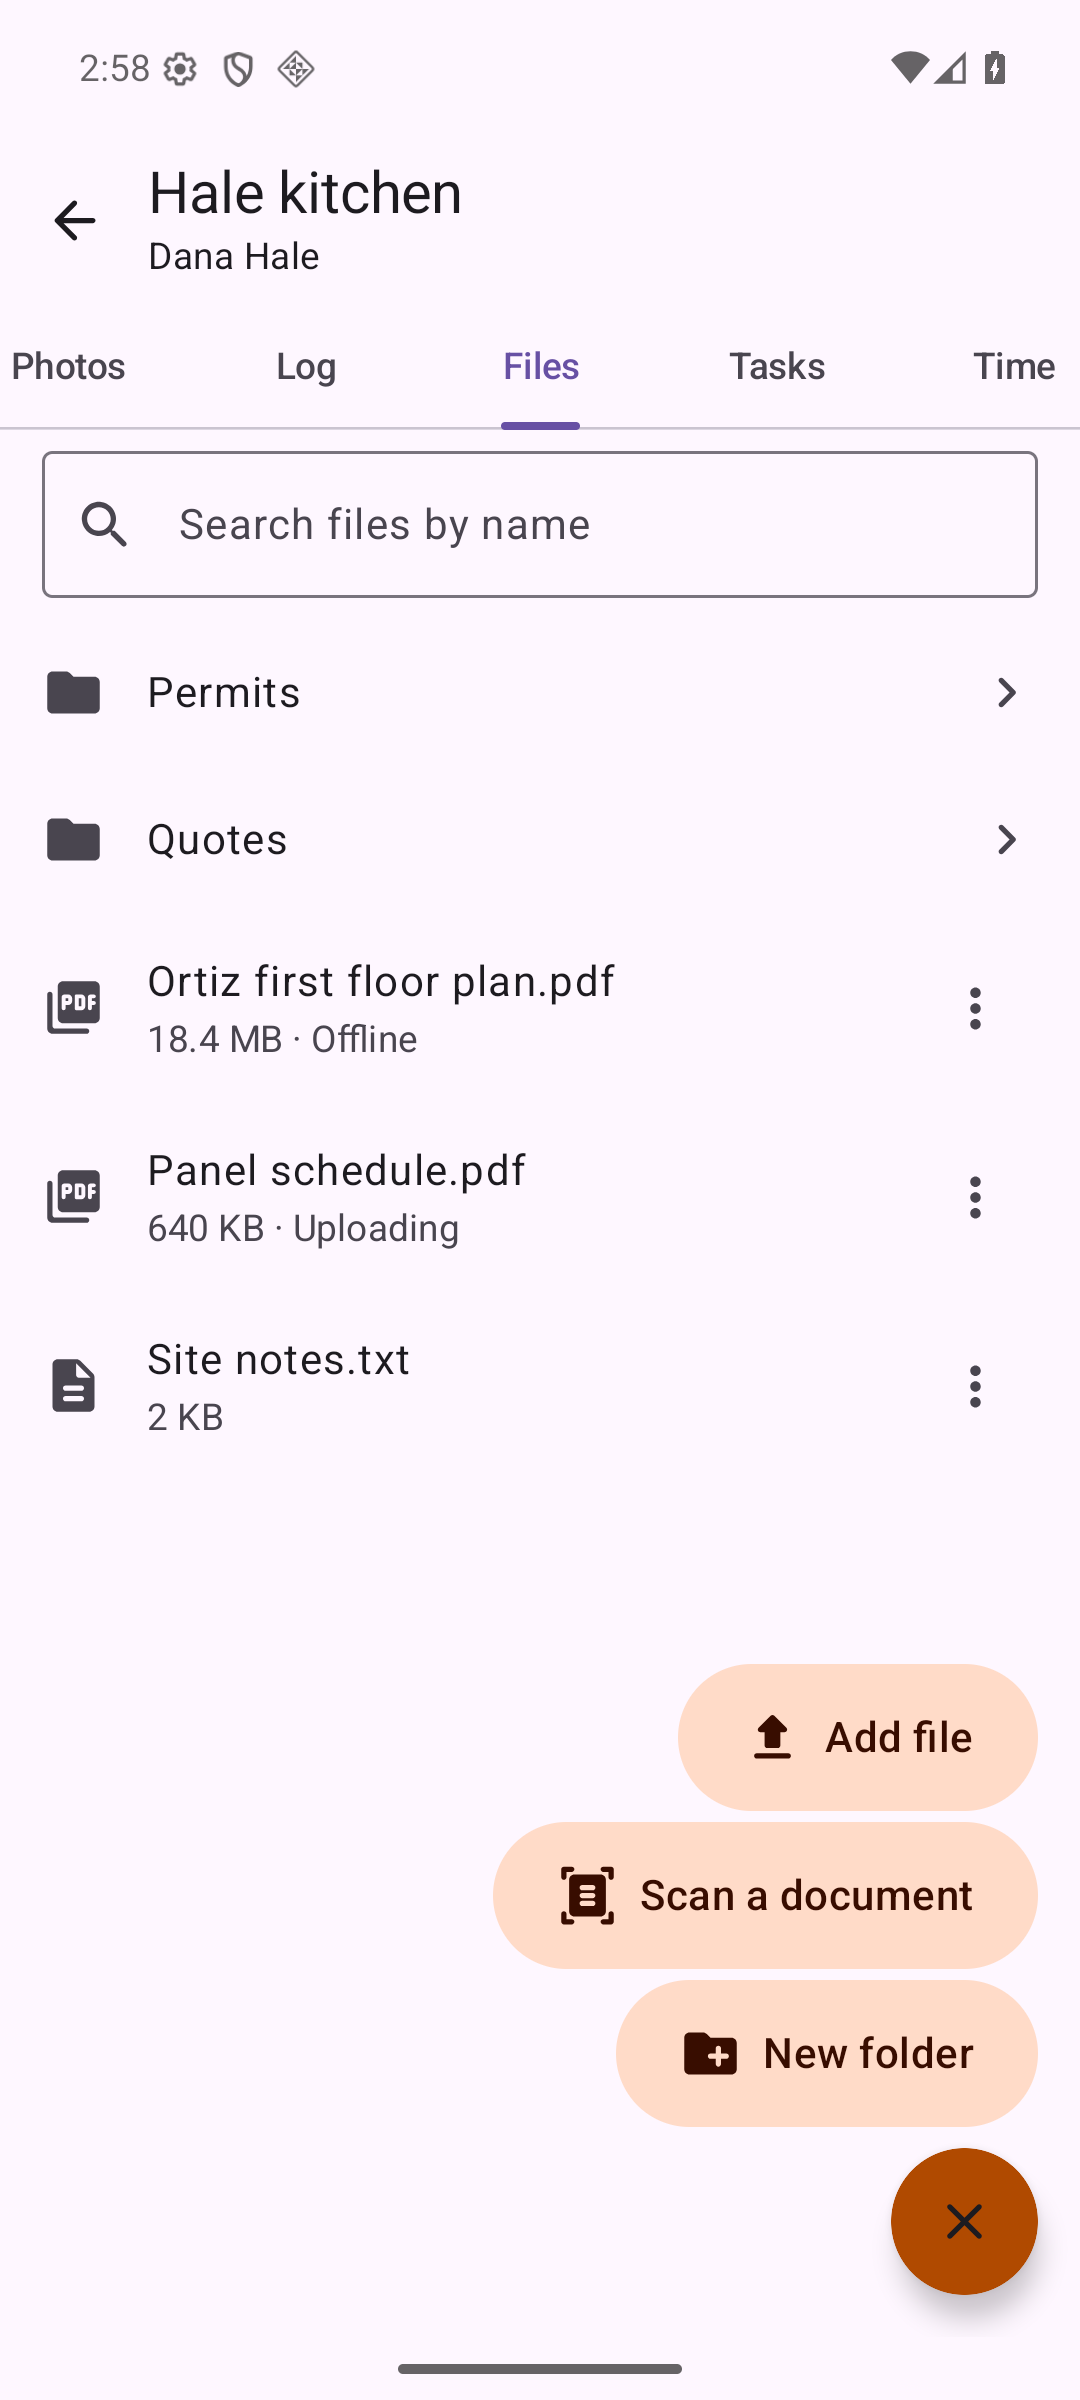 2:58
Hale kitchen
Dana Hale
Photos
Log
Files
Tasks
Time
Search files by name
Permits
Quotes
PDF
Ortiz first floor plan.pdf
18.4 MB · Offline
PDF
Panel schedule.pdf
640 KB · Uploading
Site notes.txt
2 KB
Add file
Scan a document
New folder